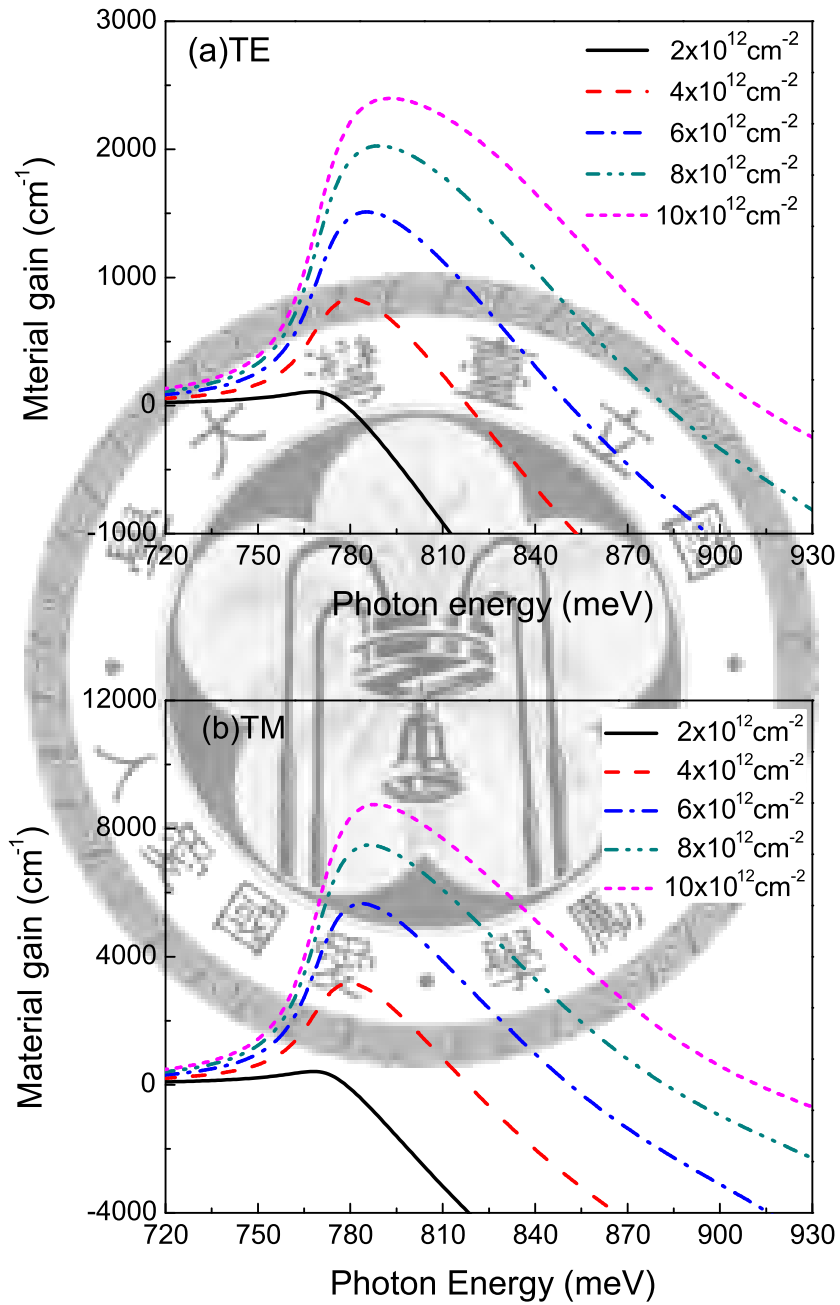 (a)TE
2x10¹²cm⁻²
4x10¹²cm⁻²
6x10¹²cm⁻²
8x10¹²cm⁻²
10x10¹²cm⁻²
3000
2000
1000
0
-1000
Mterial gain (cm⁻¹)
720 750 780 810 840 870 900 930
Photon energy (meV)
(b)TM
2x10¹²cm⁻²
4x10¹²cm⁻²
6x10¹²cm⁻²
8x10¹²cm⁻²
10x10¹²cm⁻²
12000
8000
4000
0
-4000
Material gain (cm⁻¹)
720 750 780 810 840 870 900 930
Photon Energy (meV)